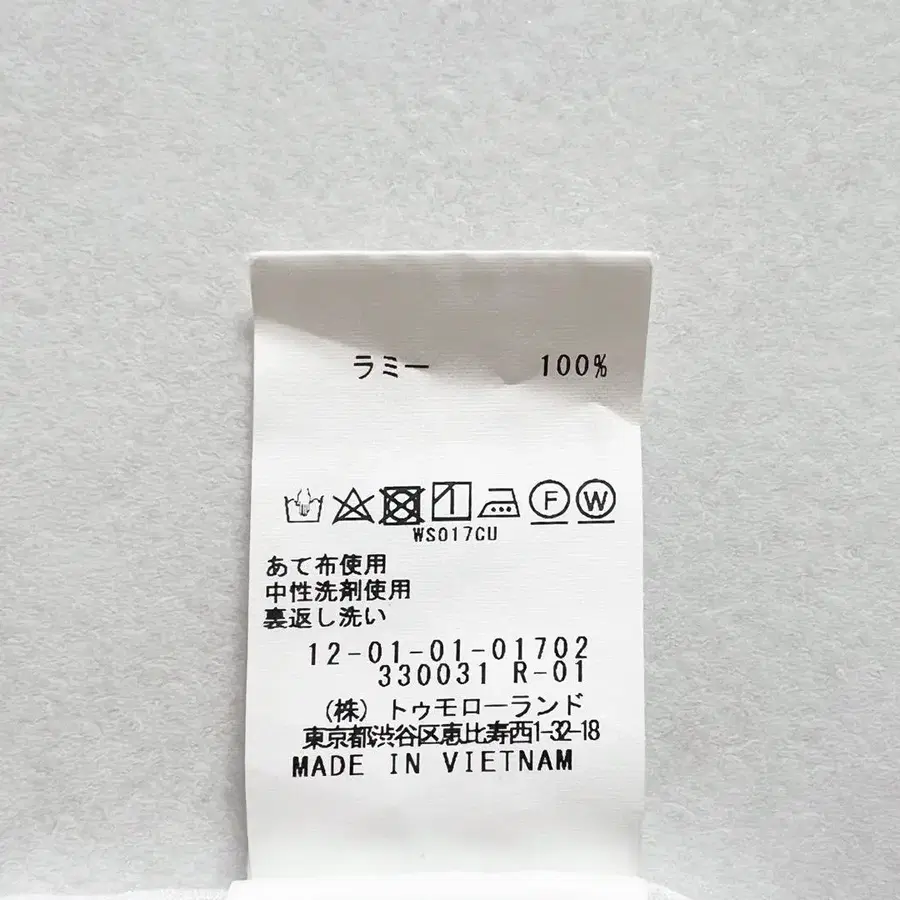 ラミー 100%
F W
WS017CU
あて布使用
中性洗剤使用
裏返し洗い
12-01-01-01702
330031 R-01
(株) トゥモローランド
東京都渋谷区恵比寿西1-32-18
MADE IN VIETNAM